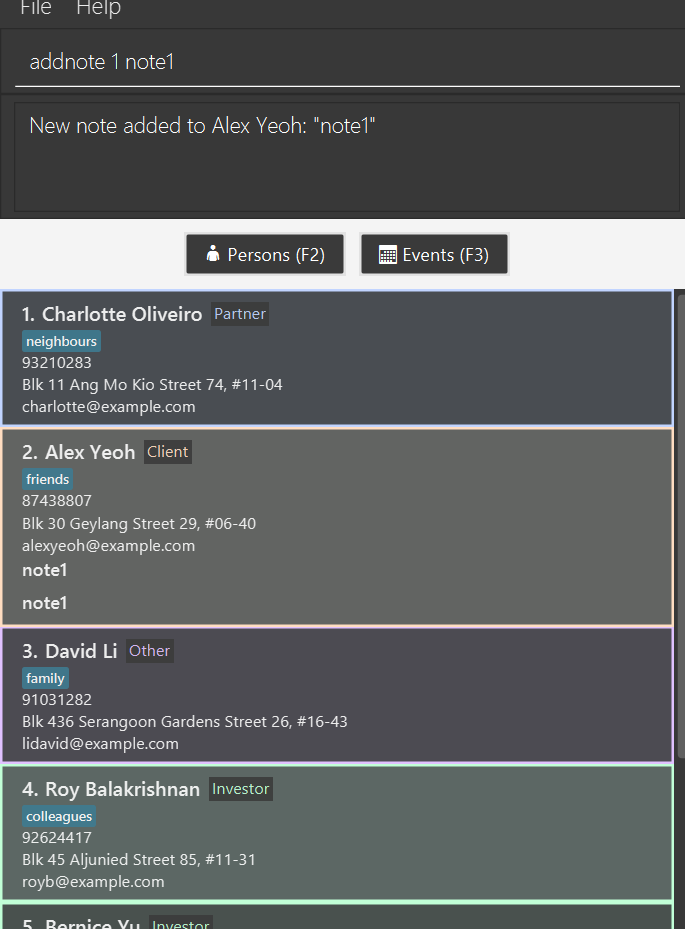 File Help
addnote 1 note1
New note added to Alex Yeoh: "note1"
Persons (F2) Events (F3)
1. Charlotte Oliveiro Partner
neighbours
93210283
Blk 11 Ang Mo Kio Street 74, #11-04
charlotte@example.com
2. Alex Yeoh Client
friends
87438807
Blk 30 Geylang Street 29, #06-40
alexyeoh@example.com
note1
note1
3. David Li Other
family
91031282
Blk 436 Serangoon Gardens Street 26, #16-43
lidavid@example.com
4. Roy Balakrishnan Investor
colleagues
92624417
Blk 45 Aljunied Street 85, #11-31
royb@example.com
5. Bernice Yu Investor